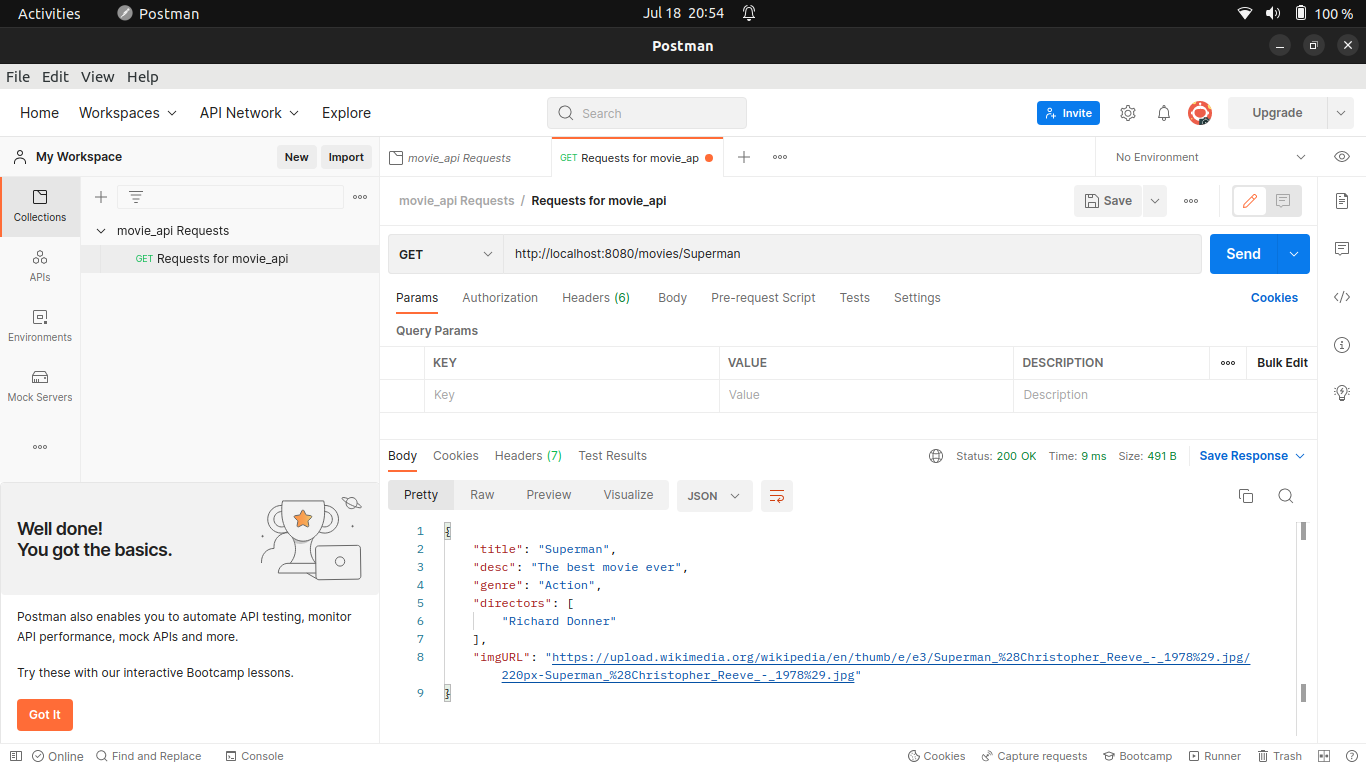 Activities Postman Jul 18 20:54 100 %
Postman
File Edit View Help
Home Workspaces API Network Explore Search Invite Upgrade
My Workspace New Import movie_api Requests GET Requests for movie_ap No Environment
Collections
APIs
Environments
Mock Servers
movie_api Requests
GET Requests for movie_api
movie_api Requests / Requests for movie_api Save
GET http://localhost:8080/movies/Superman Send
Params Authorization Headers (6) Body Pre-request Script Tests Settings Cookies
Query Params
KEY VALUE DESCRIPTION Bulk Edit
Key Value Description
Body Cookies Headers (7) Test Results Status: 200 OK Time: 9 ms Size: 491 B Save Response
Pretty Raw Preview Visualize JSON
1 {
2 "title": "Superman",
3 "desc": "The best movie ever",
4 "genre": "Action",
5 "directors": [
6 "Richard Donner"
7 ],
8 "imgURL": "https://upload.wikimedia.org/wikipedia/en/thumb/e/e3/Superman_%28Christopher_Reeve_-_1978%29.jpg/
220px-Superman_%28Christopher_Reeve_-_1978%29.jpg"
9 }
Well done!
You got the basics.
Postman also enables you to automate API testing, monitor
API performance, mock APIs and more.
Try these with our interactive Bootcamp lessons.
Got It
Online Find and Replace Console Cookies Capture requests Bootcamp Runner Trash